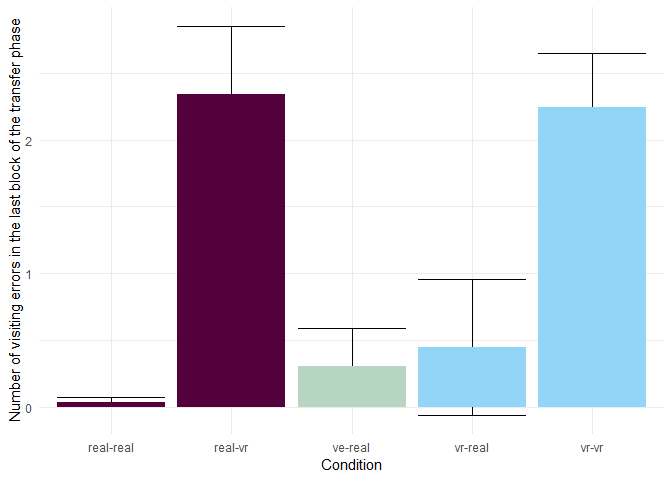 Number of visiting errors in the last block of the transfer phase
2
1
0
real-real real-vr ve-real vr-real vr-vr
Condition